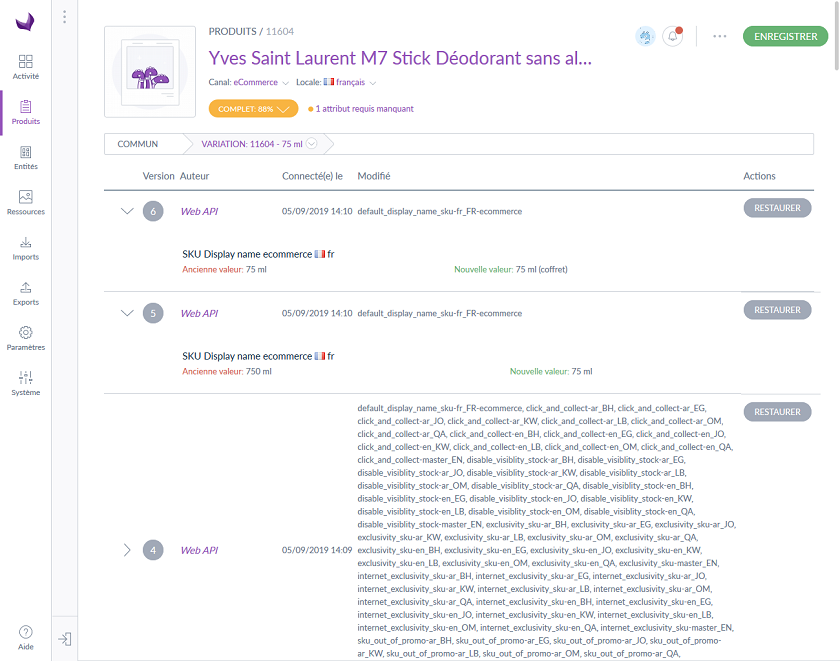 PRODUITS / 11604
Yves Saint Laurent M7 Stick Déodorant sans al...
ENREGISTRER
Canal: eCommerce Locale: français
COMPLET: 88% 1 attribut requis manquant
Activité
Produits
Entités
Ressources
Imports
Exports
Paramètres
Système
Aide
COMMUN VARIATION: 11604 - 75 ml
Version Auteur Connecté(e) le Modifié Actions
6 Web API 05/09/2019 14:10 default_display_name_sku-fr_FR-ecommerce RESTAURER
SKU Display name ecommerce fr
Ancienne valeur: 75 ml Nouvelle valeur: 75 ml (coffret)
5 Web API 05/09/2019 14:10 default_display_name_sku-fr_FR-ecommerce RESTAURER
SKU Display name ecommerce fr
Ancienne valeur: 750 ml Nouvelle valeur: 75 ml
4 Web API 05/09/2019 14:09 RESTAURER
default_display_name_sku-fr_FR-ecommerce, click_and_collect-ar_BH, click_and_collect-ar_EG,
click_and_collect-ar_JO, click_and_collect-ar_KW, click_and_collect-ar_LB, click_and_collect-ar_OM,
click_and_collect-ar_QA, click_and_collect-en_BH, click_and_collect-en_EG, click_and_collect-en_JO,
click_and_collect-en_KW, click_and_collect-en_LB, click_and_collect-en_OM, click_and_collect-en_QA,
click_and_collect-master_EN, disable_visiblity_stock-ar_BH, disable_visiblity_stock-ar_EG,
disable_visiblity_stock-ar_JO, disable_visiblity_stock-ar_KW, disable_visiblity_stock-ar_LB,
disable_visiblity_stock-ar_OM, disable_visiblity_stock-ar_QA, disable_visiblity_stock-en_BH,
disable_visiblity_stock-en_EG, disable_visiblity_stock-en_JO, disable_visiblity_stock-en_KW,
disable_visiblity_stock-en_LB, disable_visiblity_stock-en_OM, disable_visiblity_stock-en_QA,
disable_visiblity_stock-master_EN, exclusivity_sku-ar_BH, exclusivity_sku-ar_EG, exclusivity_sku-ar_JO,
exclusivity_sku-ar_KW, exclusivity_sku-ar_LB, exclusivity_sku-ar_OM, exclusivity_sku-ar_QA,
exclusivity_sku-en_BH, exclusivity_sku-en_EG, exclusivity_sku-en_JO, exclusivity_sku-en_KW,
exclusivity_sku-en_LB, exclusivity_sku-en_OM, exclusivity_sku-en_QA, exclusivity_sku-master_EN,
internet_exclusivity_sku-ar_BH, internet_exclusivity_sku-ar_EG, internet_exclusivity_sku-ar_JO,
internet_exclusivity_sku-ar_KW, internet_exclusivity_sku-ar_LB, internet_exclusivity_sku-ar_OM,
internet_exclusivity_sku-ar_QA, internet_exclusivity_sku-en_BH, internet_exclusivity_sku-en_EG,
internet_exclusivity_sku-en_JO, internet_exclusivity_sku-en_KW, internet_exclusivity_sku-en_LB,
internet_exclusivity_sku-en_OM, internet_exclusivity_sku-en_QA, internet_exclusivity_sku-master_EN,
sku_out_of_promo-ar_BH, sku_out_of_promo-ar_EG, sku_out_of_promo-ar_JO, sku_out_of_promo-
ar_KW, sku_out_of_promo-ar_LB, sku_out_of_promo-ar_OM, sku_out_of_promo-ar_QA,